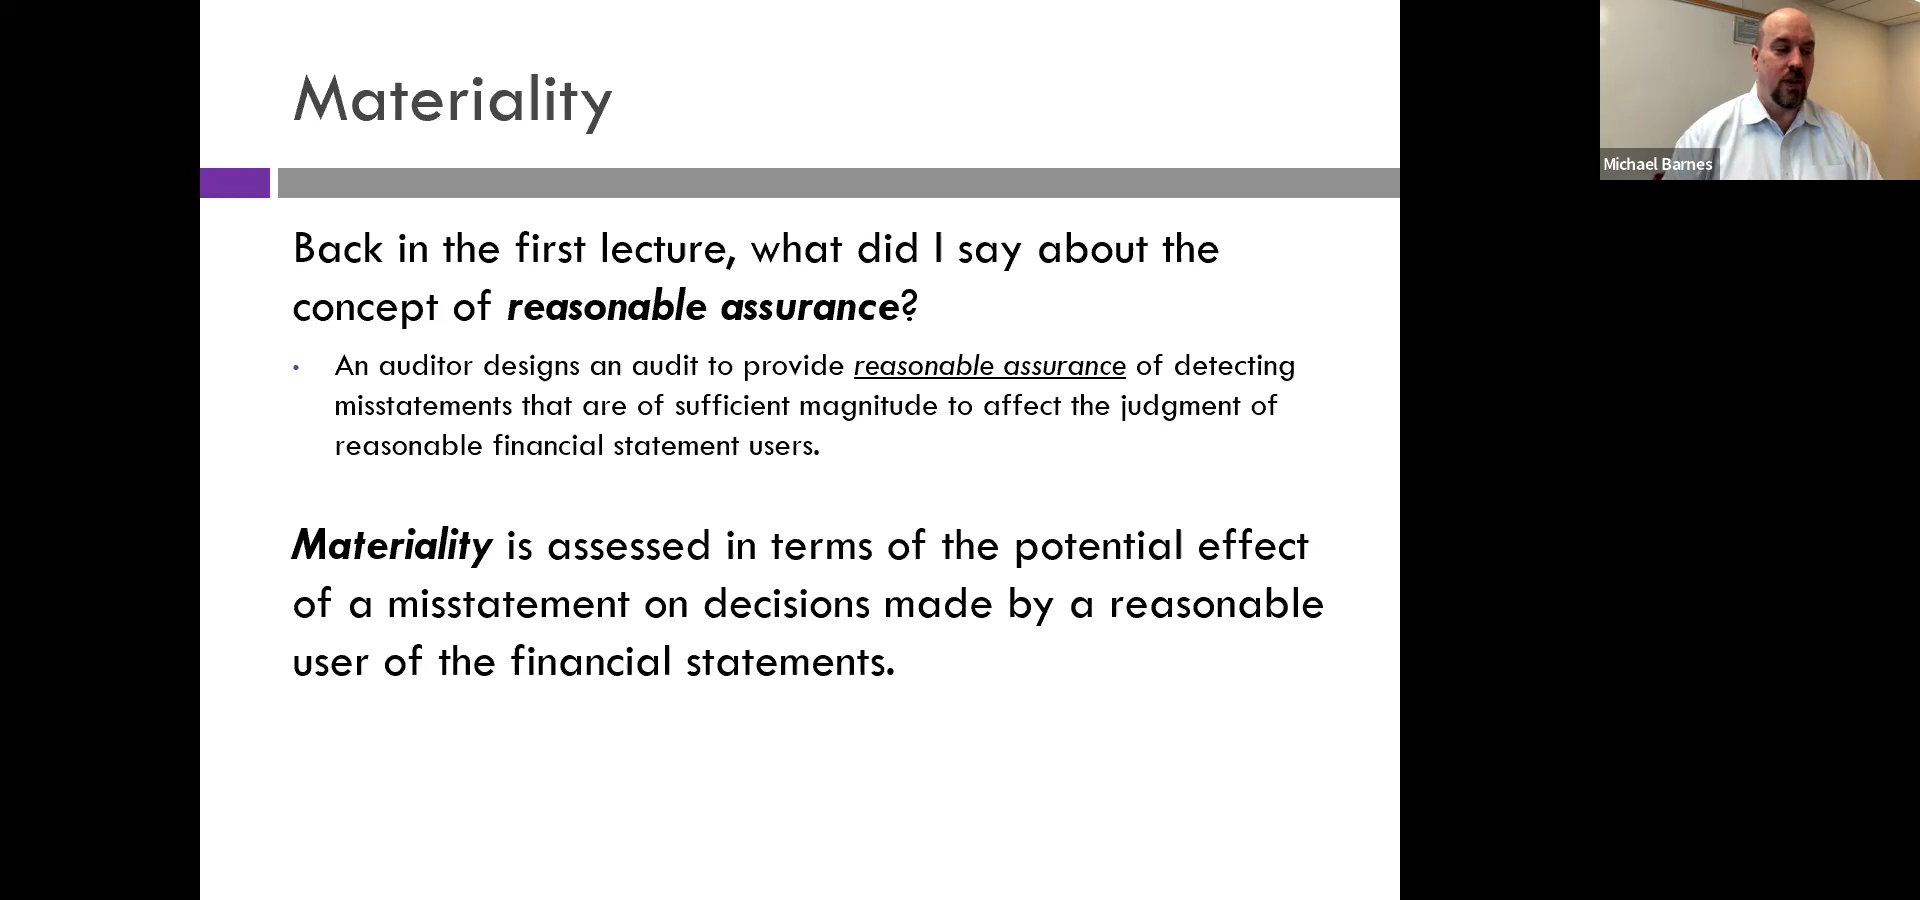 Materiality
Back in the first lecture, what did I say about the
concept of reasonable assurance?
• An auditor designs an audit to provide reasonable assurance of detecting
misstatements that are of sufficient magnitude to affect the judgment of
reasonable financial statement users.
Materiality is assessed in terms of the potential effect
of a misstatement on decisions made by a reasonable
user of the financial statements.
Michael Barnes